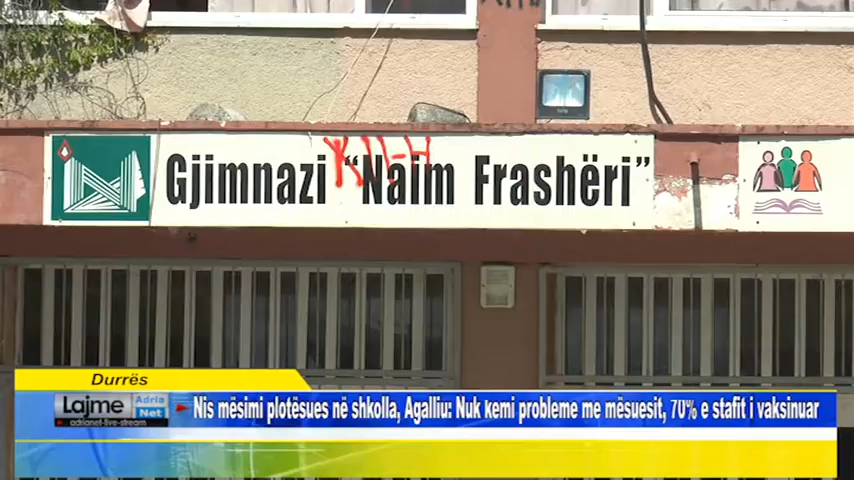 Gjimnazi "Naim Frashëri"
Durrës
Lajme Adria Net
adrianet-live-stream
Nis mësimi plotësues në shkolla, Agalliu: Nuk kemi probleme me mësuesit, 70% e stafit i vaksinuar